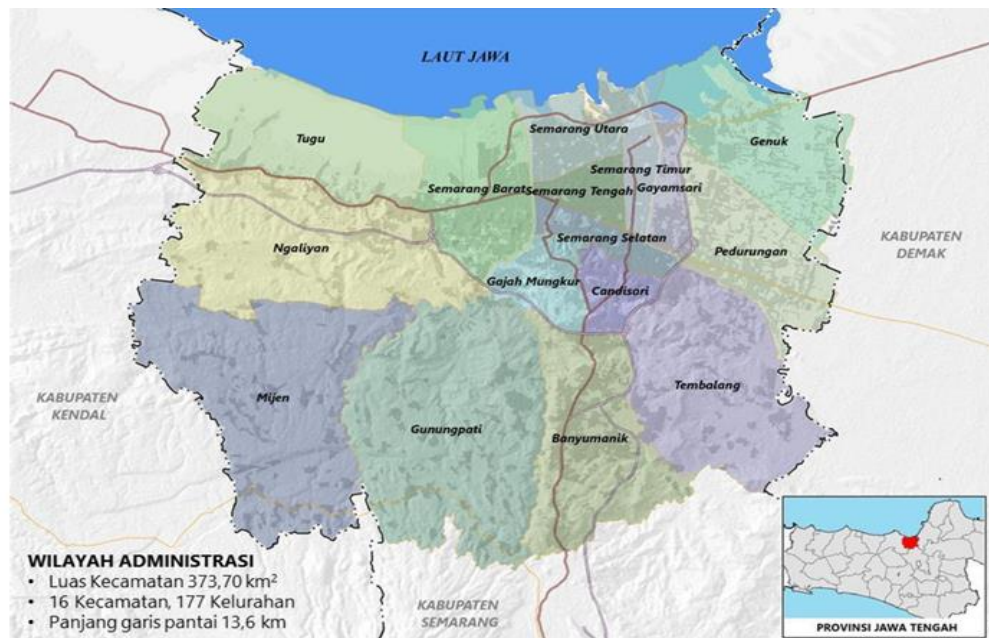 LAUT JAWA
Tugu
Semarang Utara
Genuk
Semarang Timur
Semarang Barat
Semarang Tengah
Gayamsari
Ngaliyan
Semarang Selatan
Pedurungan
KABUPATEN
DEMAK
Gajah Mungkur
Candisari
Mijen
Tembalang
KABUPATEN
KENDAL
Gunungpati
Banyumanik
WILAYAH ADMINISTRASI
• Luas Kecamatan 373,70 km²
• 16 Kecamatan, 177 Kelurahan
• Panjang garis pantai 13,6 km
KABUPATEN
SEMARANG
PROVINSI JAWA TENGAH